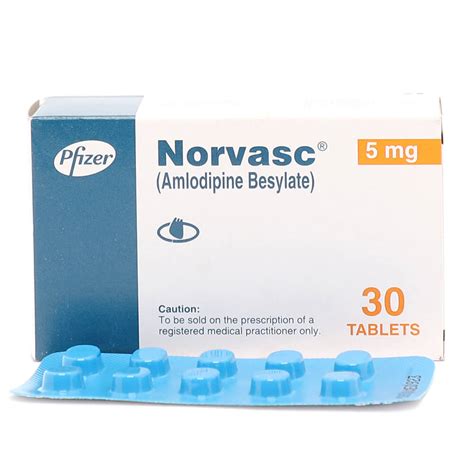 Pfizer
Norvasc®
5 mg
(Amlodipine Besylate)
Caution:
To be sold on the prescription of a
registered medical practitioner only.
30
TABLETS